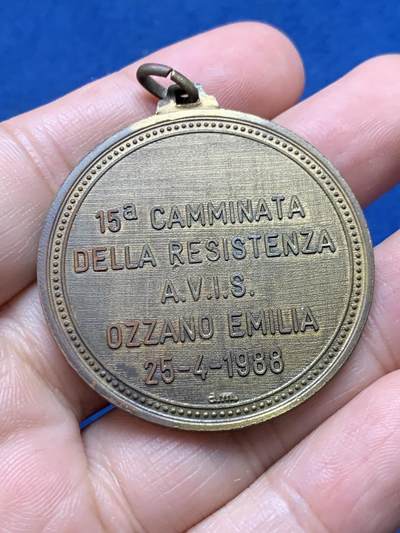 15ª CAMMINATA
DELLA RESISTENZA
A.V.I.S.
OZZANO EMILIA
25-4-1988
a.m.